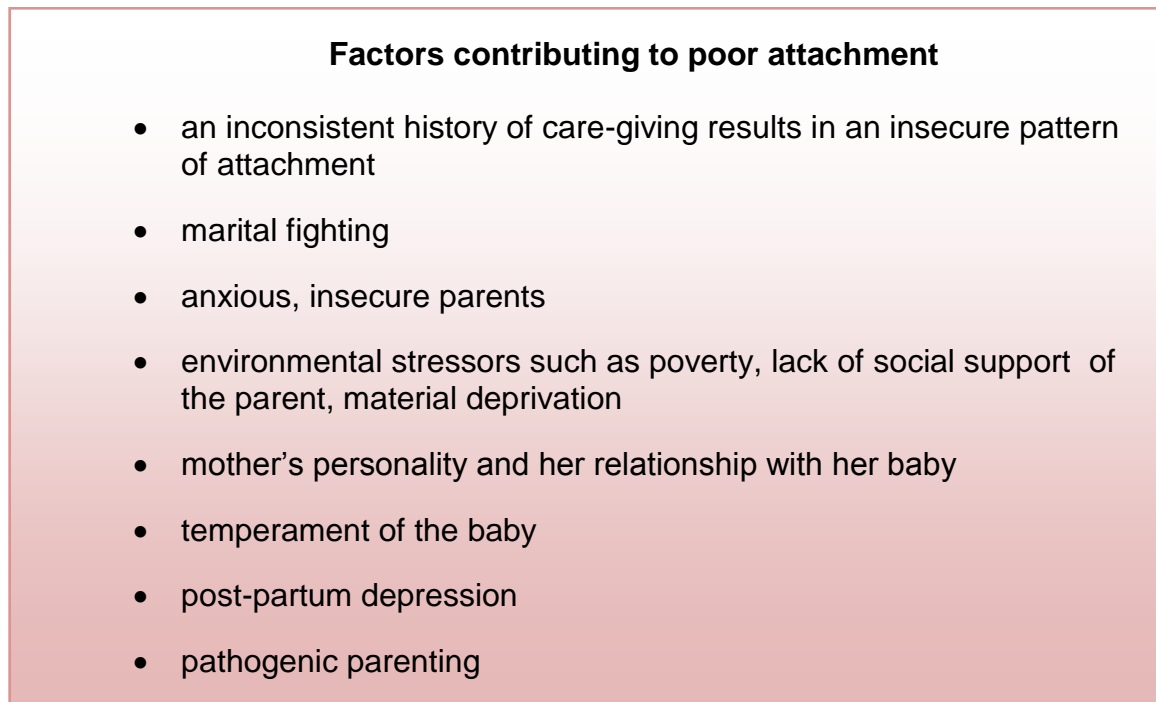 Factors contributing to poor attachment
• an inconsistent history of care-giving results in an insecure pattern
of attachment
• marital fighting
• anxious, insecure parents
• environmental stressors such as poverty, lack of social support  of
the parent, material deprivation
• mother’s personality and her relationship with her baby
• temperament of the baby
• post-partum depression
• pathogenic parenting